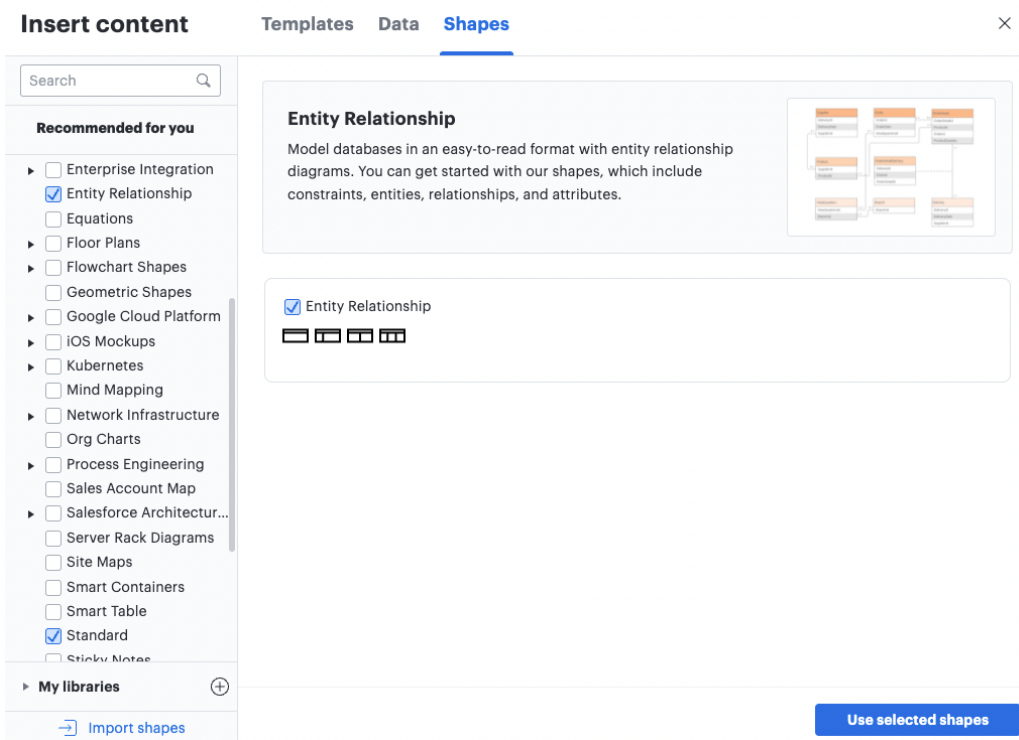 Insert content
Templates Data Shapes
Search
Recommended for you
Enterprise Integration
Entity Relationship
Equations
Floor Plans
Flowchart Shapes
Geometric Shapes
Google Cloud Platform
iOS Mockups
Kubernetes
Mind Mapping
Network Infrastructure
Org Charts
Process Engineering
Sales Account Map
Salesforce Architectur...
Server Rack Diagrams
Site Maps
Smart Containers
Smart Table
Standard
Sticky Notes
My libraries
Import shapes
Entity Relationship
Model databases in an easy-to-read format with entity relationship
diagrams. You can get started with our shapes, which include
constraints, entities, relationships, and attributes.
Entity Relationship
Use selected shapes